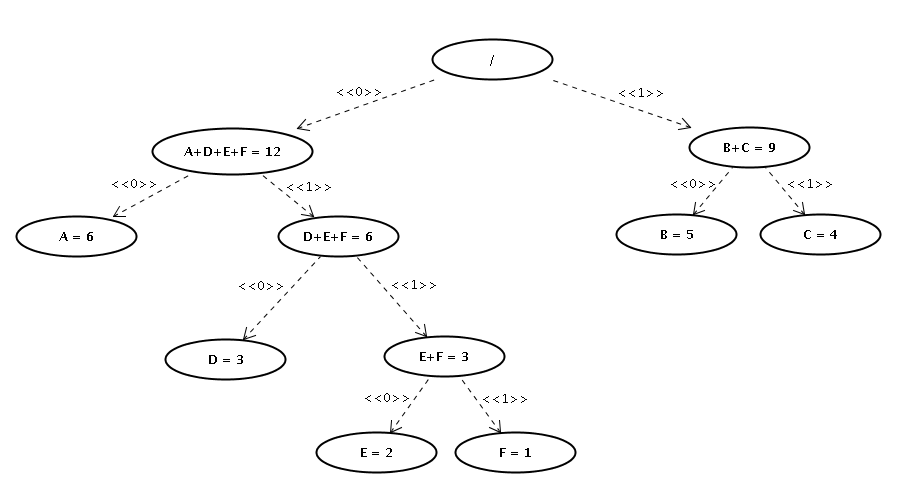 /
<<0>>
<<1>>
A+D+E+F = 12
B+C = 9
<<0>>
<<1>>
<<0>>
<<1>>
A = 6
D+E+F = 6
B = 5
C = 4
<<0>>
<<1>>
D = 3
E+F = 3
<<0>>
<<1>>
E = 2
F = 1